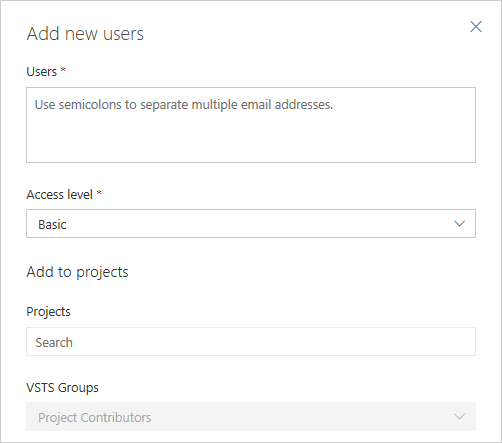 Add new users
Users *
Use semicolons to separate multiple email addresses.
Access level *
Basic
Add to projects
Projects
Search
VSTS Groups
Project Contributors